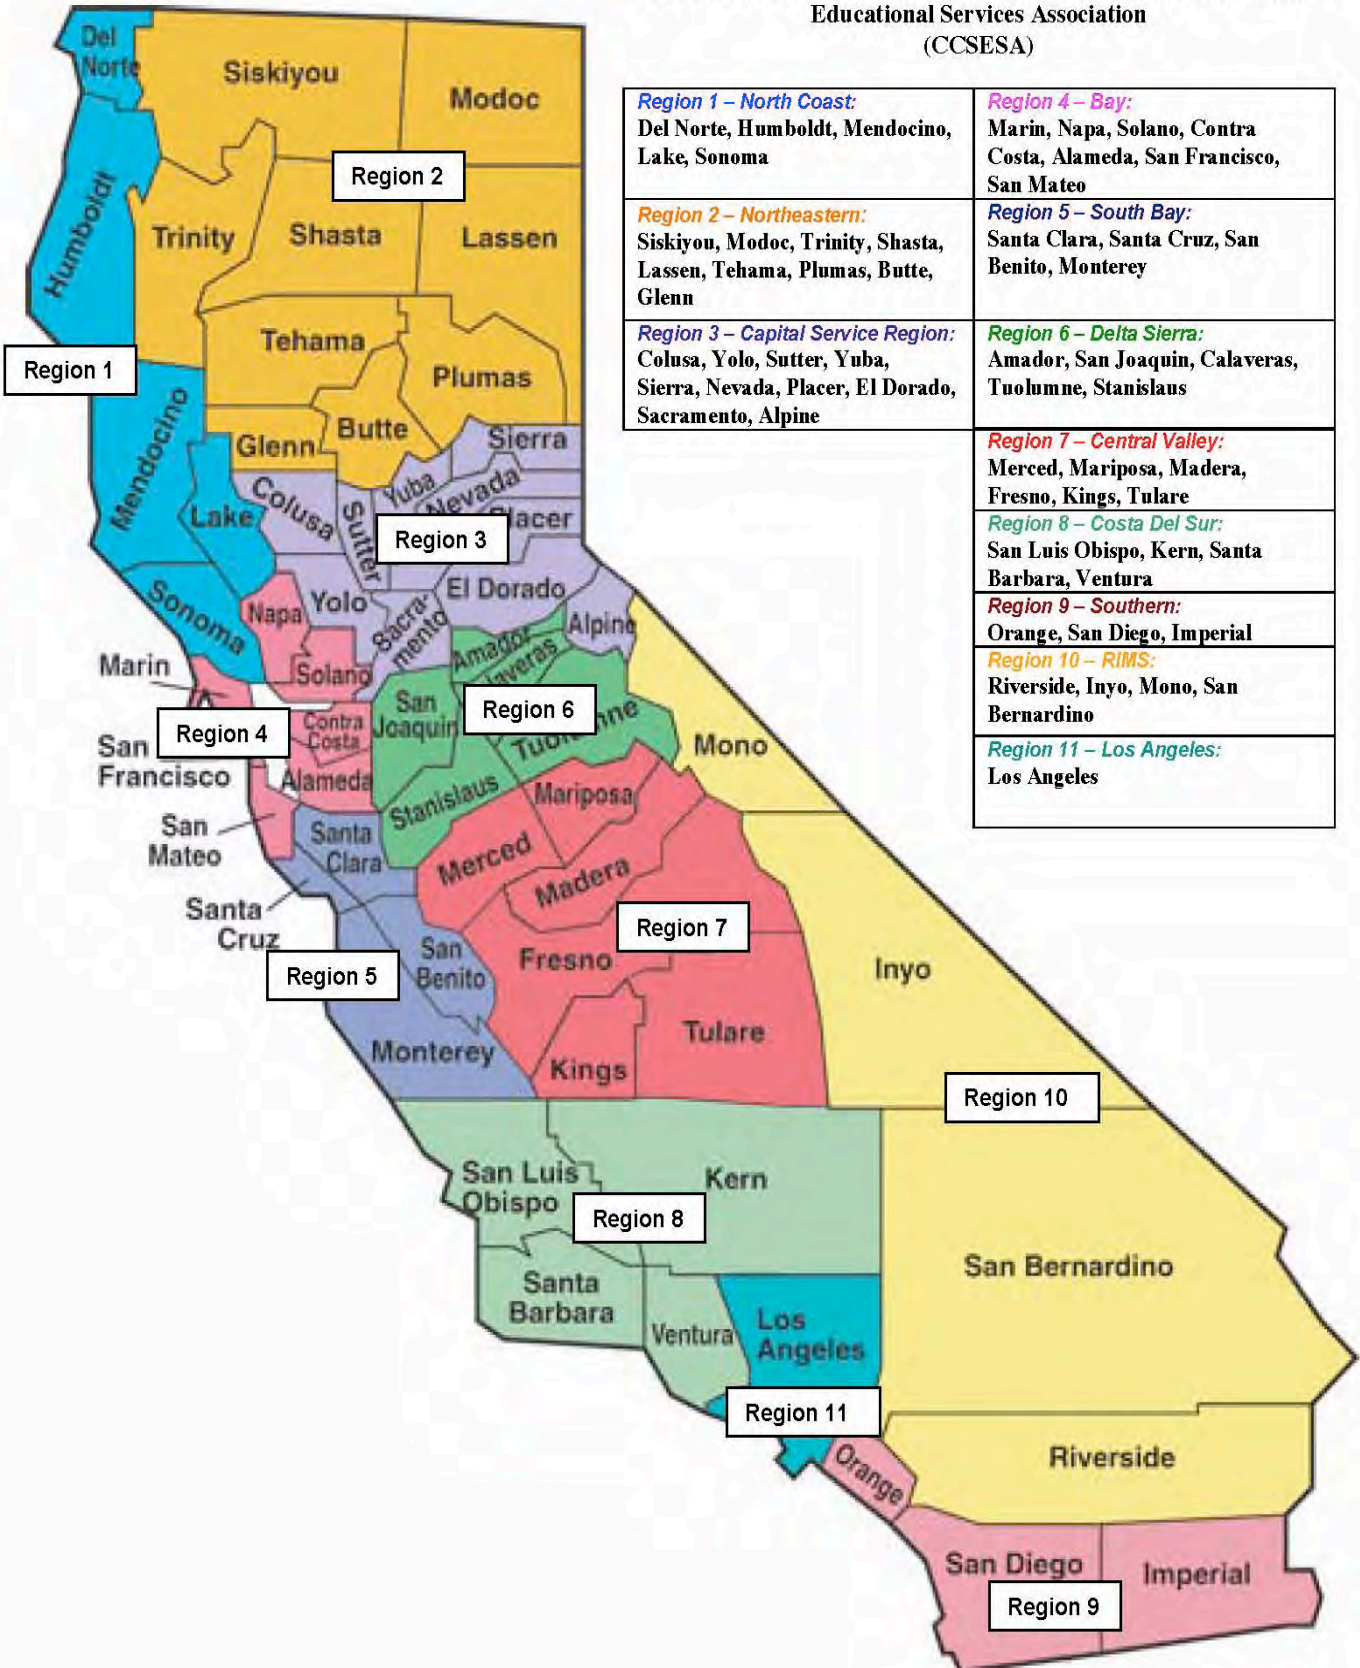 Educational Services Association
(CCSESA)
Region 1 – North Coast:
Del Norte, Humboldt, Mendocino,
Lake, Sonoma
Region 2 – Northeastern:
Siskiyou, Modoc, Trinity, Shasta,
Lassen, Tehama, Plumas, Butte,
Glenn
Region 3 – Capital Service Region:
Colusa, Yolo, Sutter, Yuba,
Sierra, Nevada, Placer, El Dorado,
Sacramento, Alpine
Region 4 – Bay:
Marin, Napa, Solano, Contra
Costa, Alameda, San Francisco,
San Mateo
Region 5 – South Bay:
Santa Clara, Santa Cruz, San
Benito, Monterey
Region 6 – Delta Sierra:
Amador, San Joaquin, Calaveras,
Tuolumne, Stanislaus
Region 7 – Central Valley:
Merced, Mariposa, Madera,
Fresno, Kings, Tulare
Region 8 – Costa Del Sur:
San Luis Obispo, Kern, Santa
Barbara, Ventura
Region 9 – Southern:
Orange, San Diego, Imperial
Region 10 – RIMS:
Riverside, Inyo, Mono, San
Bernardino
Region 11 – Los Angeles:
Los Angeles
Del
Norte
Siskiyou
Modoc
Region 2
Humboldt
Trinity
Shasta
Lassen
Tehama
Region 1
Plumas
Mendocino
Glenn
Butte
Sierra
Yuba
Nevada
Colusa
Sutter
Lake
Placer
Region 3
Sonoma
Napa
Yolo
El Dorado
Sacra-
mento
Alpine
Amador
Marin
Solano
laveras
San
Joaquin
Region 6
Tuolumne
Region 4
Contra
Costa
San
Francisco
Alameda
Mono
Stanislaus
Mariposa
San
Mateo
Santa
Clara
Merced
Madera
Santa
Cruz
Region 7
San
Benito
Fresno
Region 5
Inyo
Monterey
Kings
Tulare
Region 10
San Luis
Obispo
Kern
Region 8
San Bernardino
Santa
Barbara
Ventura
Los
Angeles
Region 11
Orange
Riverside
San Diego
Imperial
Region 9